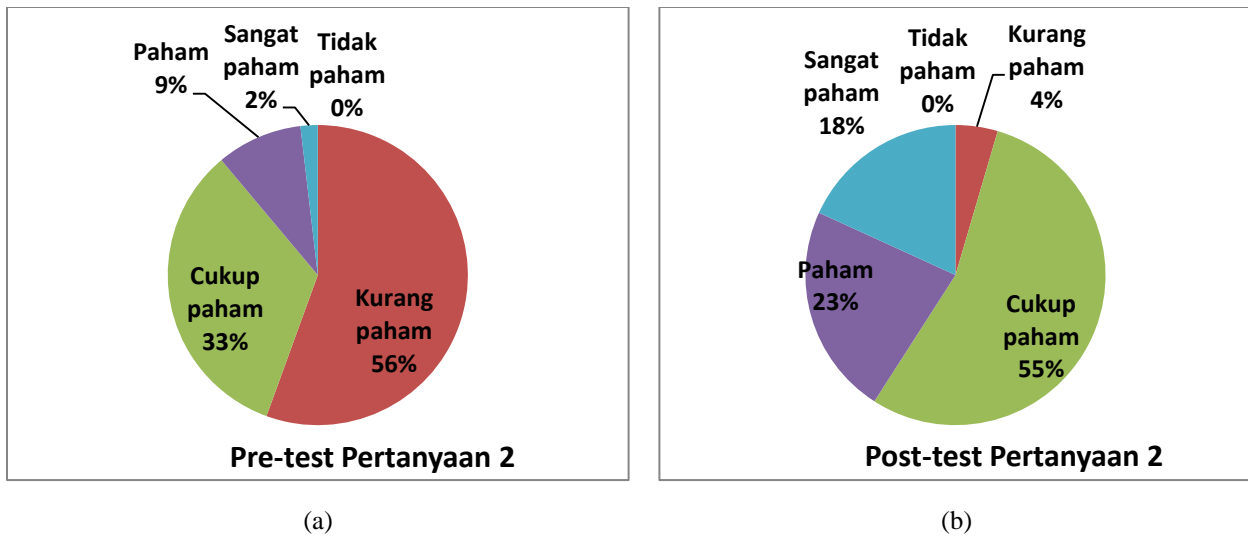 Paham
9%
Sangat
paham
2%
Tidak
paham
0%
Cukup
paham
33%
Kurang
paham
56%
Pre-test Pertanyaan 2
(a)
Sangat
paham
18%
Tidak
paham
0%
Kurang
paham
4%
Paham
23%
Cukup
paham
55%
Post-test Pertanyaan 2
(b)